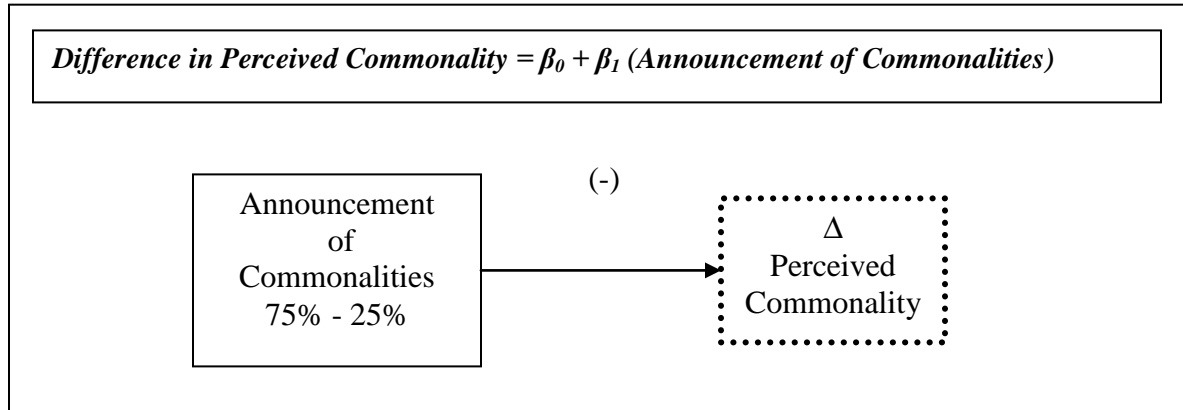 Difference in Perceived Commonality = β₀ + β₁ (Announcement of Commonalities)
(-)
Announcement
of
Commonalities
75% - 25%
Δ
Perceived
Commonality